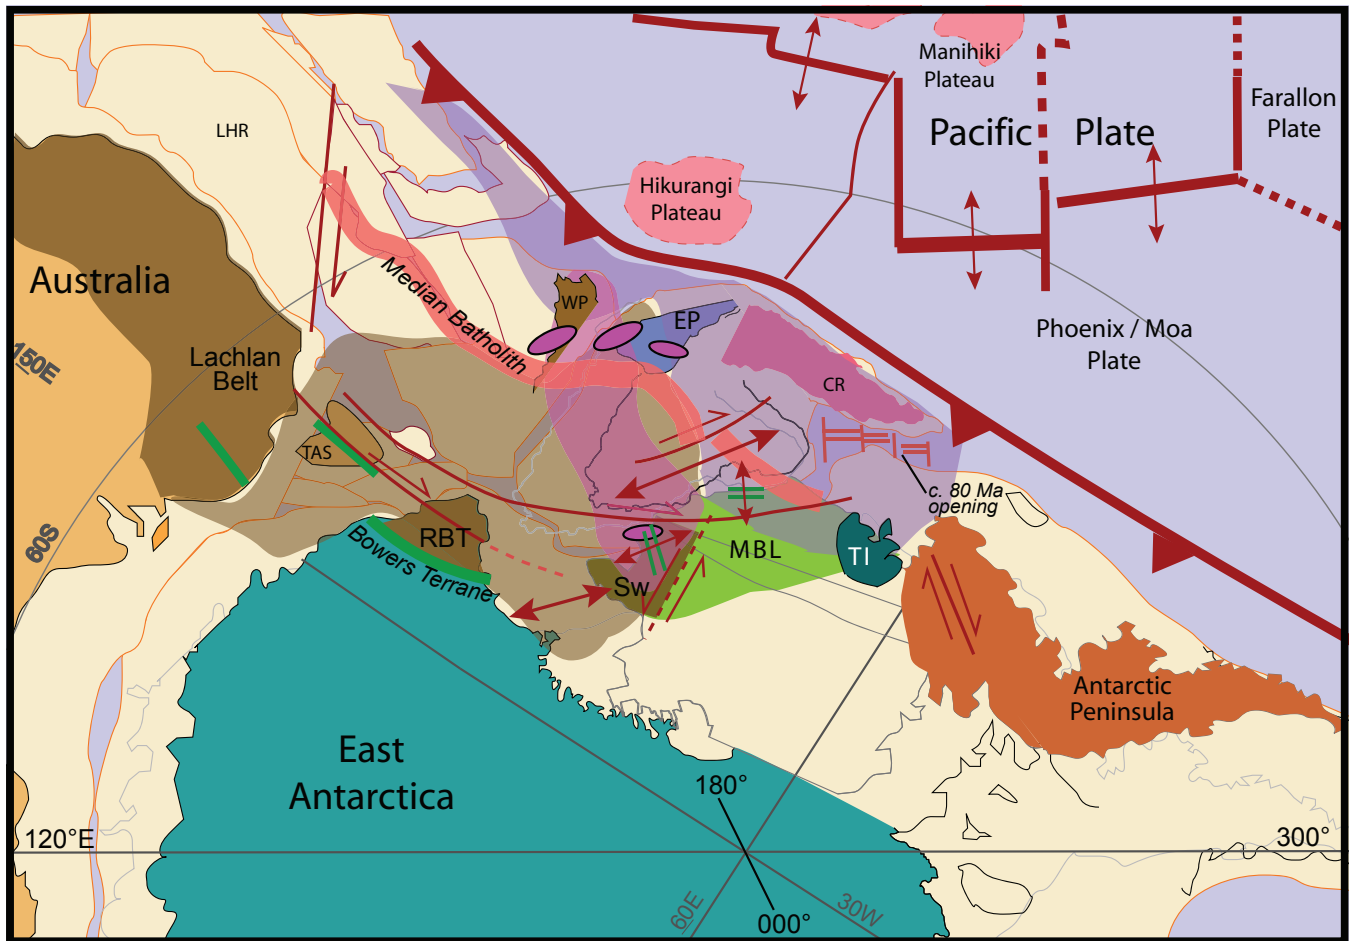 Manihiki
Plateau
Farallon
Plate
Pacific Plate
LHR
Hikurangi
Plateau
Australia
Median Batholith
WP
EP
Phoenix / Moa
Plate
150E
Lachlan
Belt
CR
TAS
c. 80 Ma
opening
60S
RBT
Bowers Terrane
MBL
TI
Sw
Antarctic
Peninsula
East
Antarctica
180°
120°E
300°
60E
30W
000°